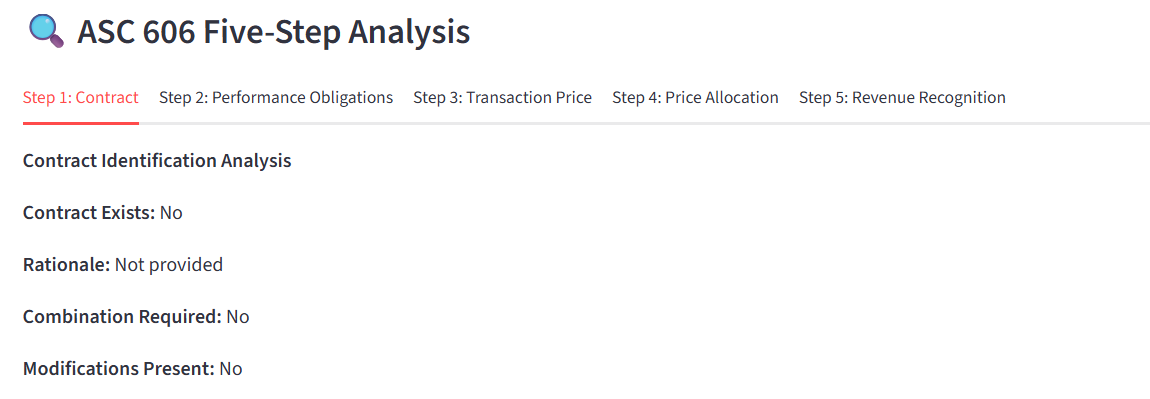 ASC 606 Five-Step Analysis
Step 1: Contract Step 2: Performance Obligations Step 3: Transaction Price Step 4: Price Allocation Step 5: Revenue Recognition
Contract Identification Analysis
Contract Exists: No
Rationale: Not provided
Combination Required: No
Modifications Present: No